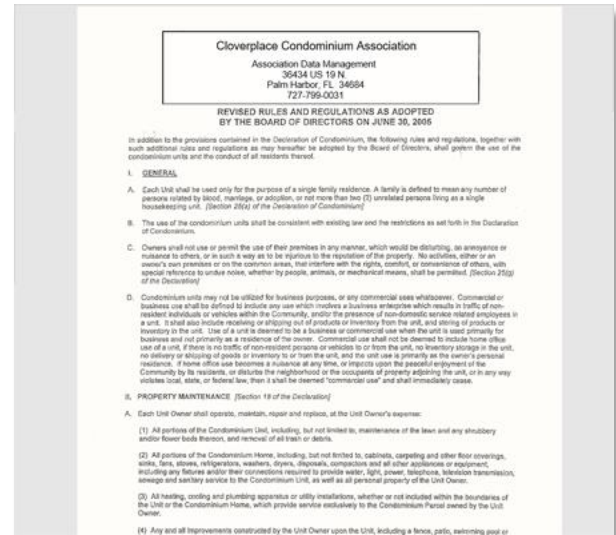 Cloverplace Condominium Association
Association Data Management
36434 US 19 N
Palm Harbor, FL 34684
727-799-0031
REVISED RULES AND REGULATIONS AS ADOPTED
BY THE BOARD OF DIRECTORS ON JUNE 30, 2005
In addition to the provisions contained in the Declaration of Condominium, the following rules and regulations, together with
such additional rules and regulations as may hereafter be adopted by the Board of Directors, shall govern the use of the
condominium units and the conduct of all residents thereof.
I. GENERAL
A. Each Unit shall be used only for the purpose of a single family residence. A family is defined to mean any number of
persons related by blood, marriage, or adoption, or not more than two (2) unrelated persons living as a single
housekeeping unit. [Section 25(a) of the Declaration of Condominium]
B. The use of the condominium units shall be consistent with existing law and the restrictions as set forth in the Declaration
of Condominium.
C. Owners shall not use or permit the use of their premises in any manner, which would be disturbing, an annoyance or
nuisance to others, or in such a way as to be injurious to the reputation of the property. No activities, either or an
owner's own premises or on the common areas, that interfere with the rights, comfort, or convenience of others, with
special reference to undue noise, whether by people, animals, or mechanical means, shall be permitted. [Section 25(g)
of the Declaration]
D. Condominium units may not be utilized for business purposes, or any commercial uses whatsoever. Commercial or
business use shall be defined to include any use which involves a business enterprise which results in traffic of non-
resident individuals or vehicles within the Community, and/or the presence of non-domestic service related employees in
a unit. It shall also include receiving or shipping out of products or inventory from the unit, and storing of products or
inventory in the unit. Use of a unit is deemed to be a business or commercial use when the unit is used primarily for
business and not primarily as a residence of the owner. Commercial use shall not be deemed to include home office
use of a unit, if there is no traffic of non-resident persons or vehicles to or from the unit, no inventory storage in the unit,
no delivery or shipping of goods or inventory to or from the unit, and the unit use is primarily as the owner's personal
residence. If home office use becomes a nuisance at any time, or impacts upon the peaceful enjoyment of the
Community by its residents, or disturbs the neighborhood or the occupants of property adjoining the unit, or in any way
violates local, state, or federal law, then it shall be deemed "commercial use" and shall immediately cease.
II. PROPERTY MAINTENANCE [Section 19 of the Declaration]
A. Each Unit Owner shall operate, maintain, repair and replace, at the Unit Owner's expense:
(1) All portions of the Condominium Unit, including, but not limited to, maintenance of the lawn and any shrubbery
and/or flower beds thereon, and removal of all trash or debris.
(2) All portions of the Condominium Home, including, but not limited to, cabinets, carpeting and other floor coverings,
sinks, fans, stoves, refrigerators, washers, dryers, disposals, compactors and all other appliances or equipment,
including any fixtures and/or their connections required to provide water, light, power, telephone, television transmission,
sewage and sanitary service to the Condominium Unit, as well as all personal property of the Unit Owner.
(3) All heating, cooling and plumbing apparatus or utility installations, whether or not included within the boundaries of
the Unit or the Condominium Home, which provide service exclusively to the Condominium Parcel owned by the Unit
Owner.
(4) Any and all improvements constructed by the Unit Owner upon the Unit, including a fence, patio, swimming pool or